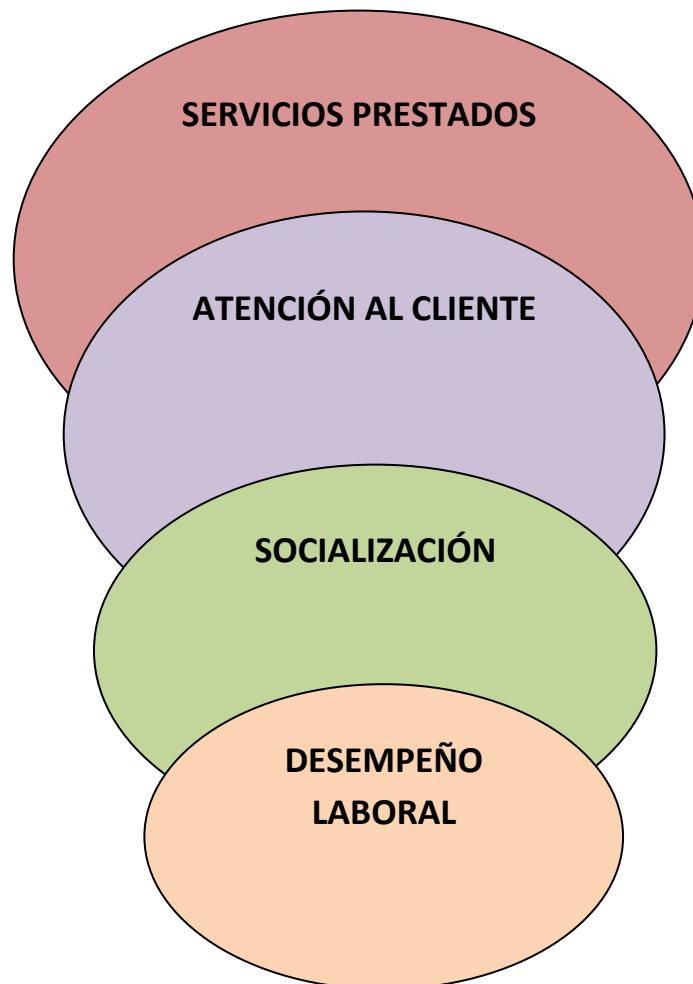 SERVICIOS PRESTADOS
ATENCIÓN AL CLIENTE
SOCIALIZACIÓN
DESEMPEÑO
LABORAL